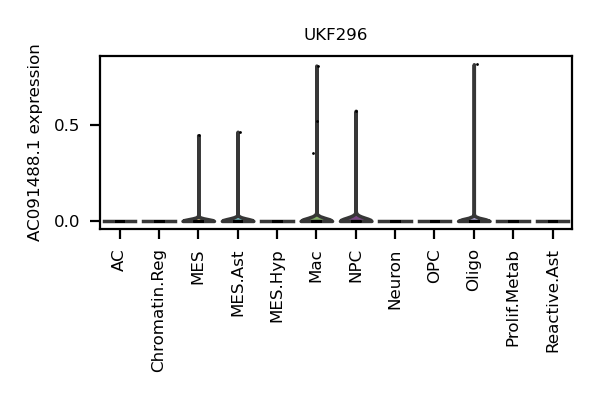 UKF296
AC091488.1 expression
0.5
0.0
AC
Chromatin.Reg
MES
MES.Ast
MES.Hyp
Mac
NPC
Neuron
OPC
Oligo
Prolif.Metab
Reactive.Ast